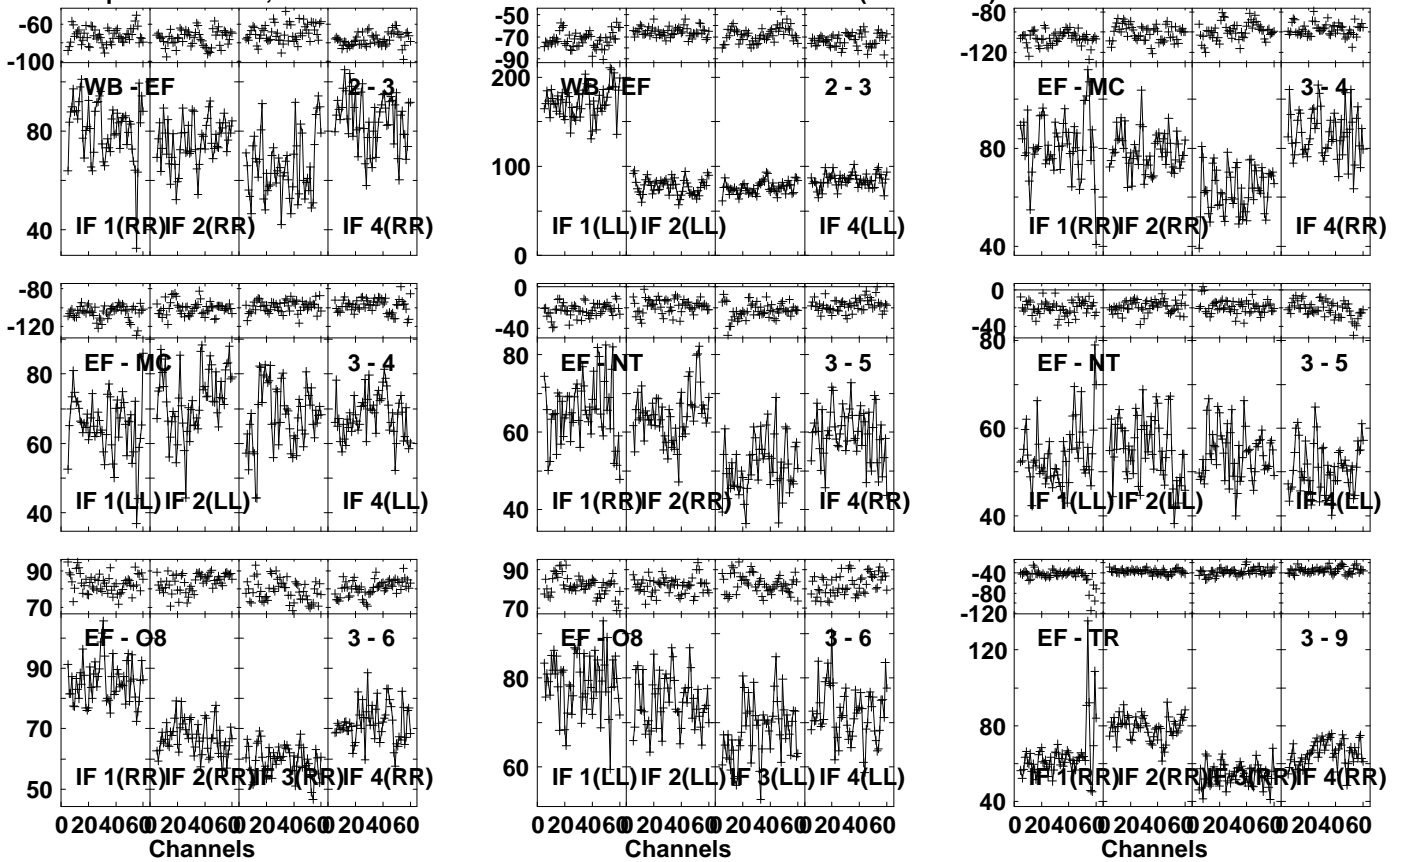 -60
-100
WB - EF 2 - 3
80
40
IF 1(RR) IF 2(RR) IF 4(RR)
-50
-70
-90
200
WB - EF 2 - 3
100
0
IF 1(LL) IF 2(LL) IF 4(LL)
-80
-120
EF - MC 3 - 4
80
40
IF 1(RR) IF 2(RR) IF 4(RR)
-80
-120
EF - MC 3 - 4
80
60
40
IF 1(LL) IF 2(LL) IF 4(LL)
0
-40
80
EF - NT 3 - 5
60
40
IF 1(RR) IF 2(RR) IF 4(RR)
0
-40
80
EF - NT 3 - 5
60
40
IF 1(LL) IF 2(LL) IF 4(LL)
90
70
EF - O8 3 - 6
90
70
50
IF 1(RR) IF 2(RR) IF 3(RR) IF 4(RR)
0 204060 0 204060 0 204060 0 204060
Channels
90
70
EF - O8 3 - 6
80
60
IF 1(LL) IF 2(LL) IF 3(LL) IF 4(LL)
0 204060 0 204060 0 204060 0 204060
Channels
-40
-80
-120
EF - TR 3 - 9
120
80
40
IF 1(RR) IF 2(RR) IF 3(RR) IF 4(RR)
0 204060 0 204060 0 204060 0 204060
Channels